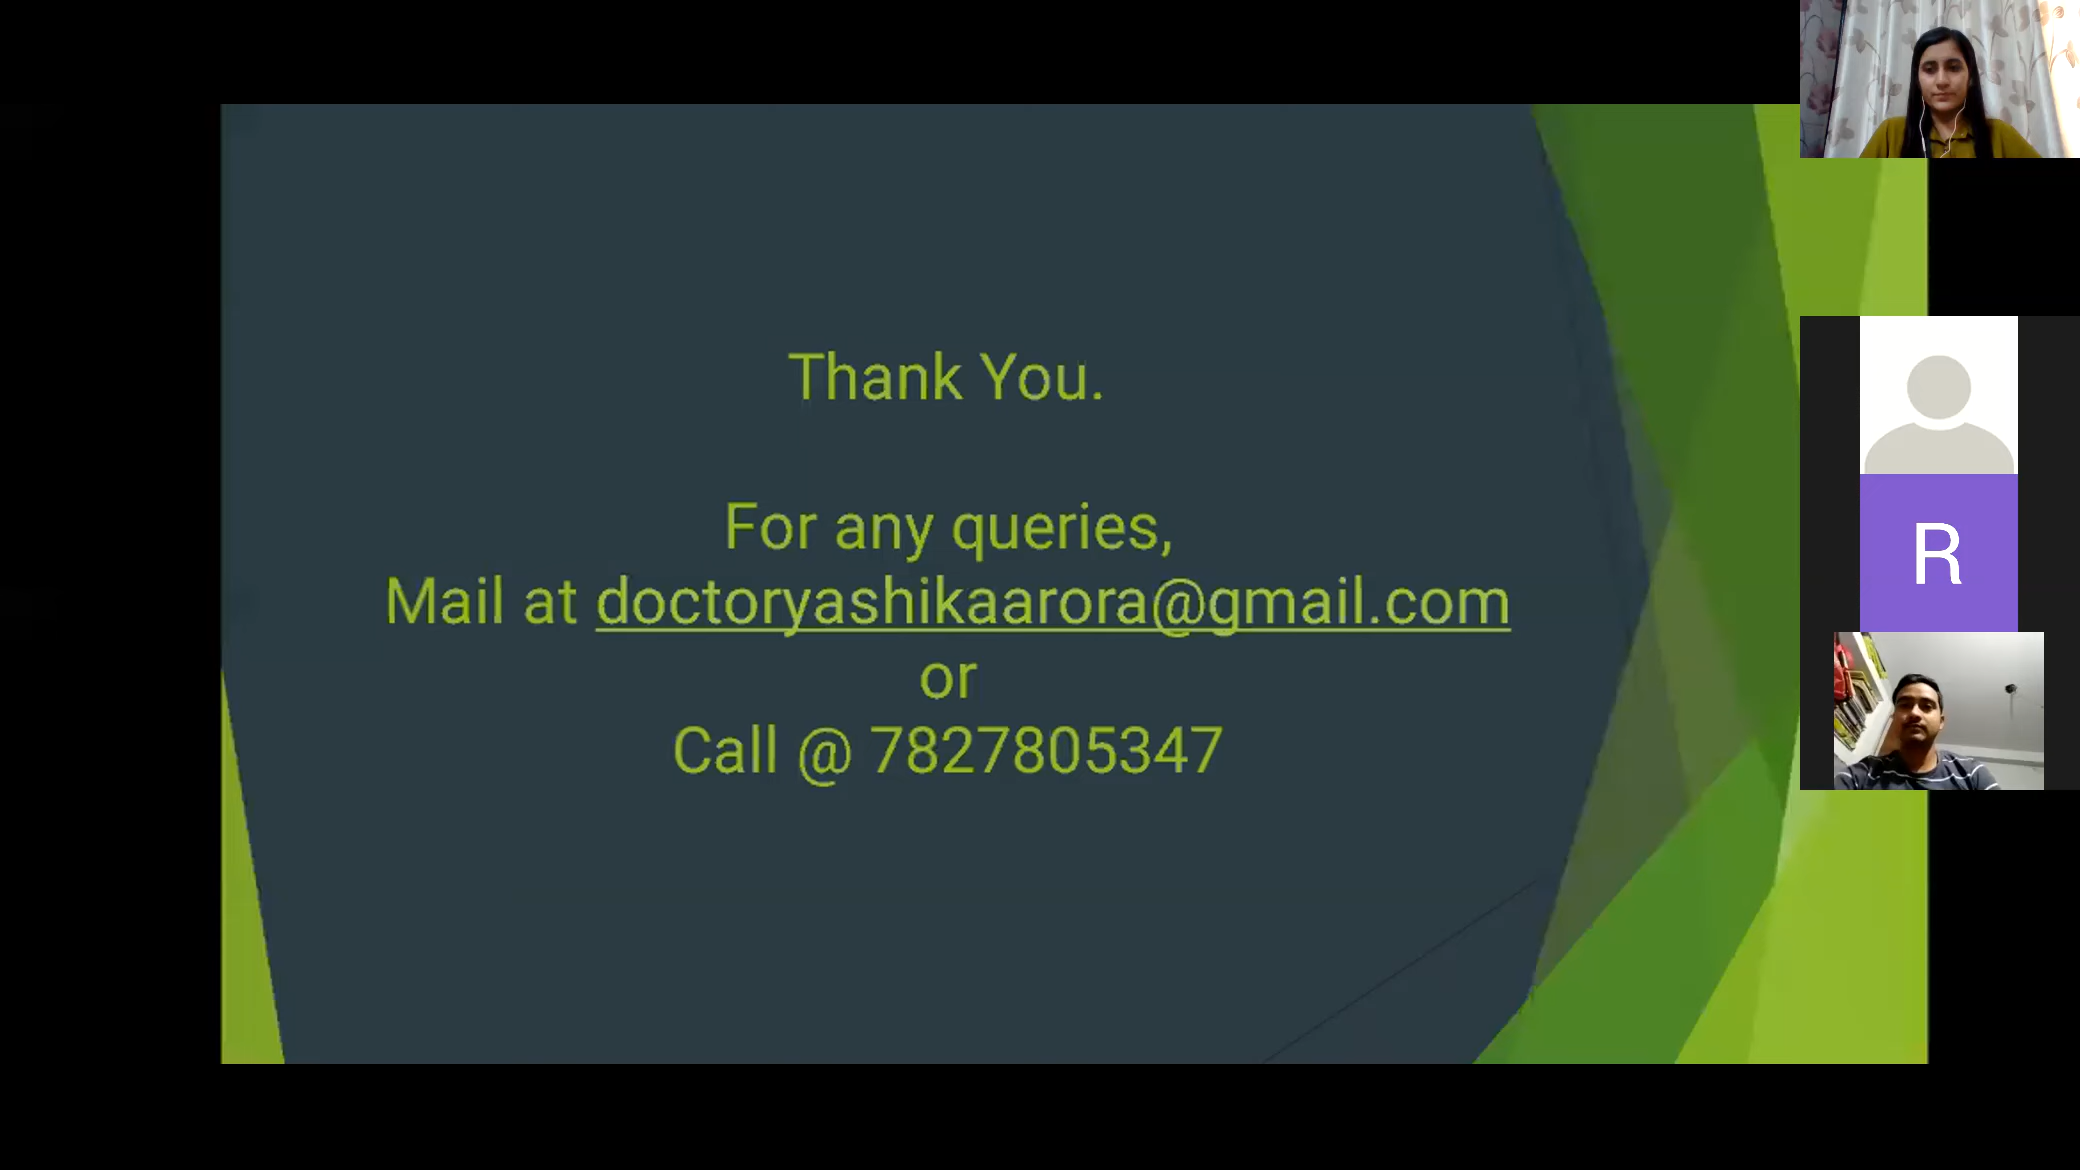 Thank You.
For any queries,
Mail at doctoryashikaarora@gmail.com
or
Call @ 7827805347
R